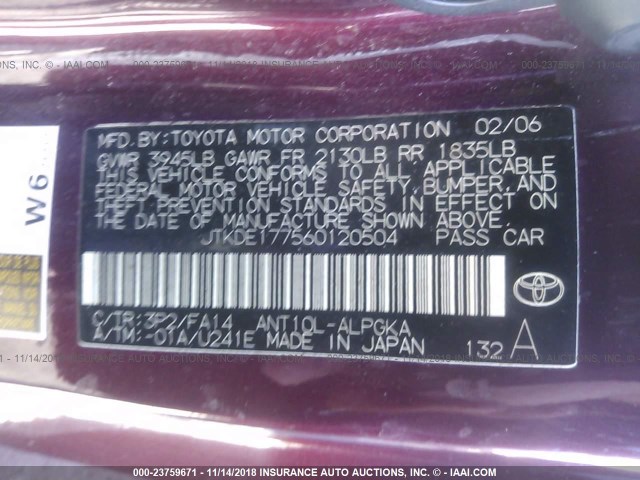 MFD. BY: TOYOTA MOTOR CORPORATION 02/06
GVWR 3945LB GAWR FR 2130LB RR 1835LB
THIS VEHICLE CONFORMS TO ALL APPLICABLE
FEDERAL MOTOR VEHICLE SAFETY, BUMPER, AND
THEFT PREVENTION STANDARDS IN EFFECT ON
THE DATE OF MANUFACTURE SHOWN ABOVE.
JTKDE177560120504 PASS CAR
C/TR: 3P2/FA14 ANT10L-ALPGKA
A/TM: -01A/U241E MADE IN JAPAN 132 A
W6
000-23759671 - 11/14/2018 INSURANCE AUTO AUCTIONS, INC. - © - IAAI.COM